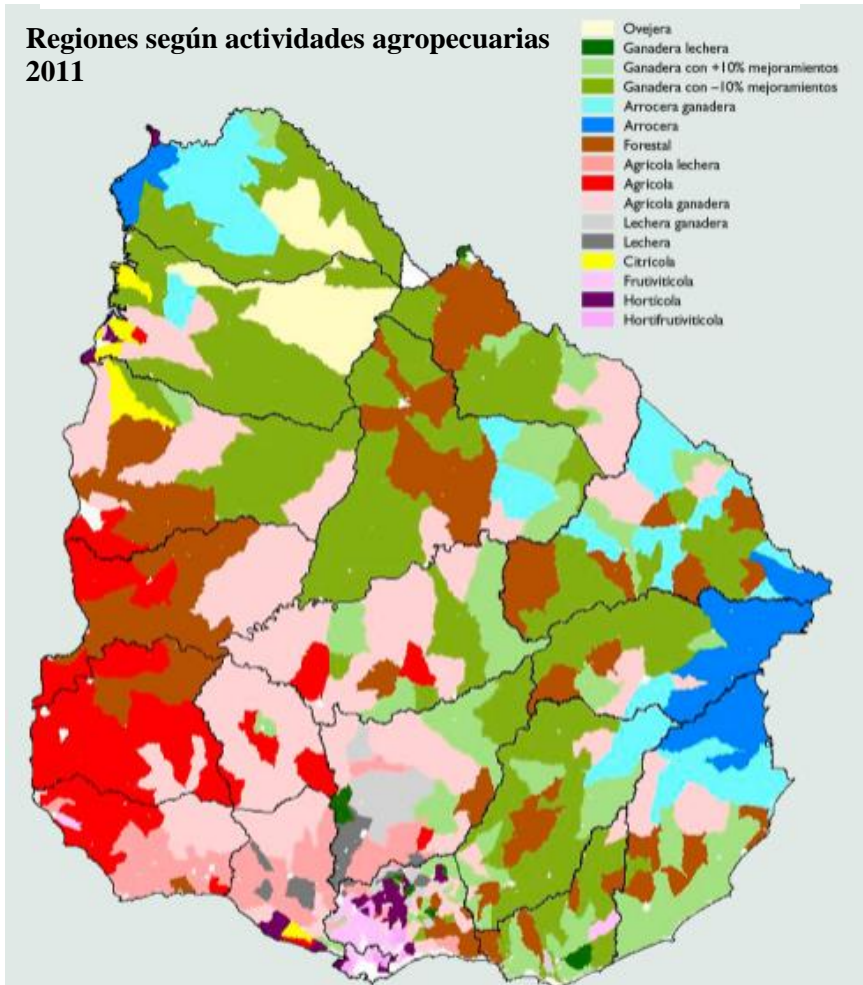 Regiones según actividades agropecuarias
2011
Ovejera
Ganadera lechera
Ganadera con +10% mejoramientos
Ganadera con −10% mejoramientos
Arrocera ganadera
Arrocera
Forestal
Agrícola lechera
Agrícola
Agrícola ganadera
Lechera ganadera
Lechera
Citrícola
Frutivitícola
Hortícola
Hortifrutivitícola